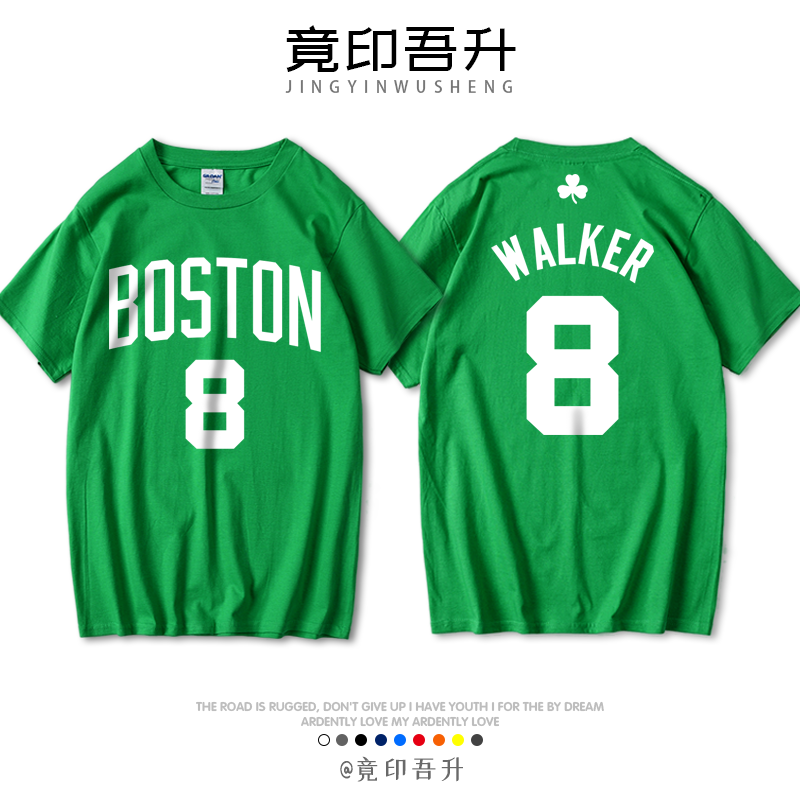 竟印吾升
JINGYINWUSHENG
BOSTON
8
WALKER
8
THE ROAD IS RUGGED, DON'T GIVE UP I HAVE YOUTH I FOR THE BY DREAM
ARDENTLY LOVE MY ARDENTLY LOVE
@竟印吾升